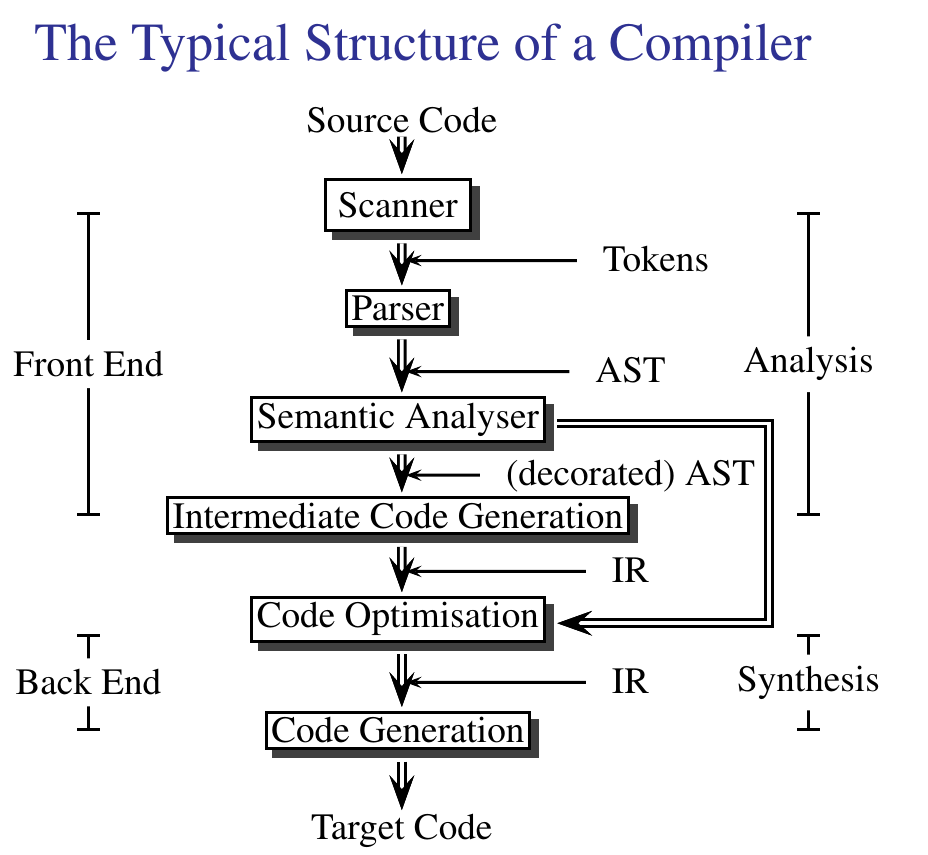 The Typical Structure of a Compiler
Source Code
Scanner
Tokens
Parser
Front End
AST
Analysis
Semantic Analyser
(decorated) AST
Intermediate Code Generation
IR
Code Optimisation
Back End
IR
Synthesis
Code Generation
Target Code